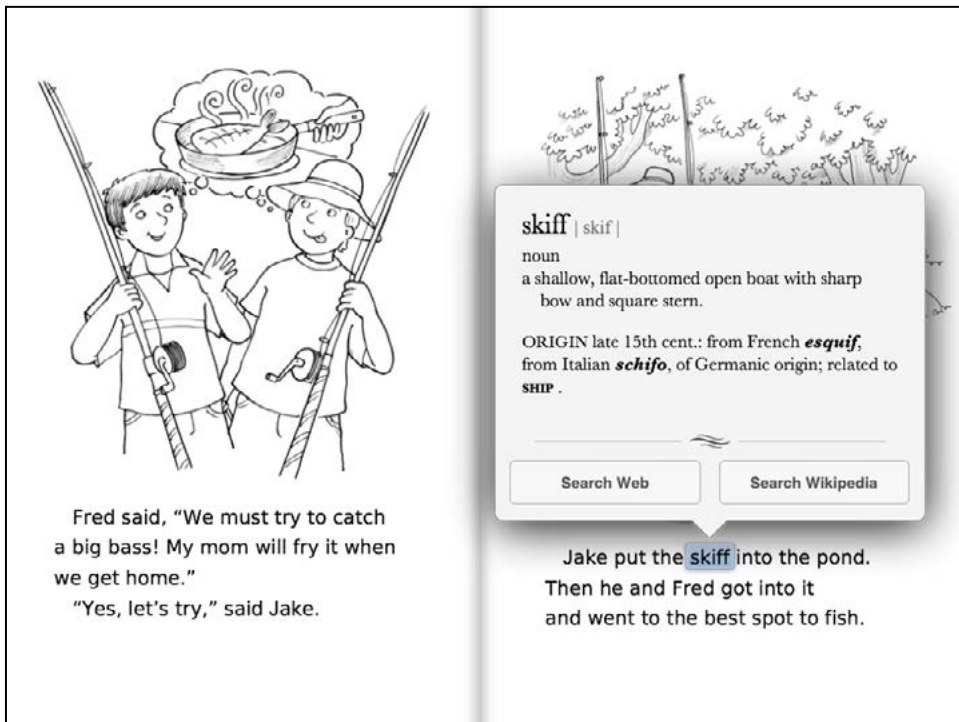 Fred said, “We must try to catch
a big bass! My mom will fry it when
we get home.”
“Yes, let’s try,” said Jake.
skiff | skif |
noun
a shallow, flat-bottomed open boat with sharp
bow and square stern.
ORIGIN late 15th cent.: from French esquif,
from Italian schifo, of Germanic origin; related to
SHIP .
Search Web
Search Wikipedia
Jake put the skiff into the pond.
Then he and Fred got into it
and went to the best spot to fish.